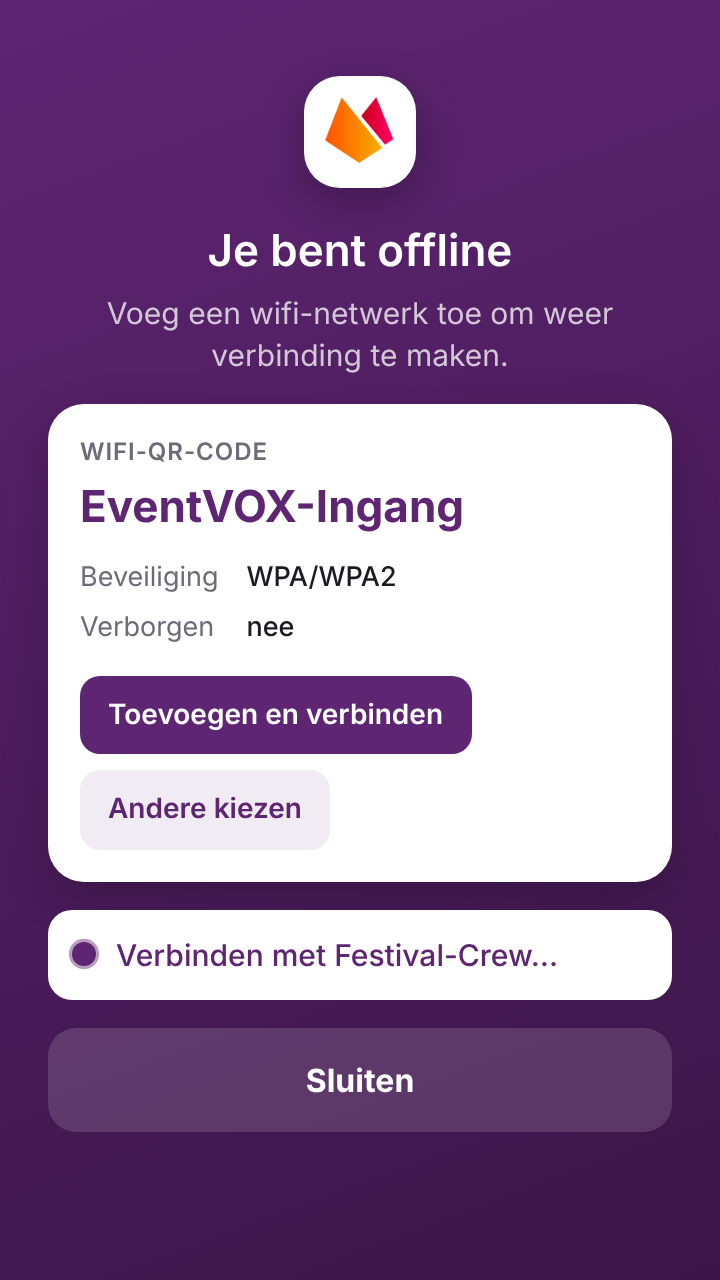 Je bent offline
Voeg een wifi-netwerk toe om weer
verbinding te maken.
WIFI-QR-CODE
EventVOX-Ingang
Beveiliging WPA/WPA2
Verborgen nee
Toevoegen en verbinden
Andere kiezen
Verbinden met Festival-Crew...
Sluiten